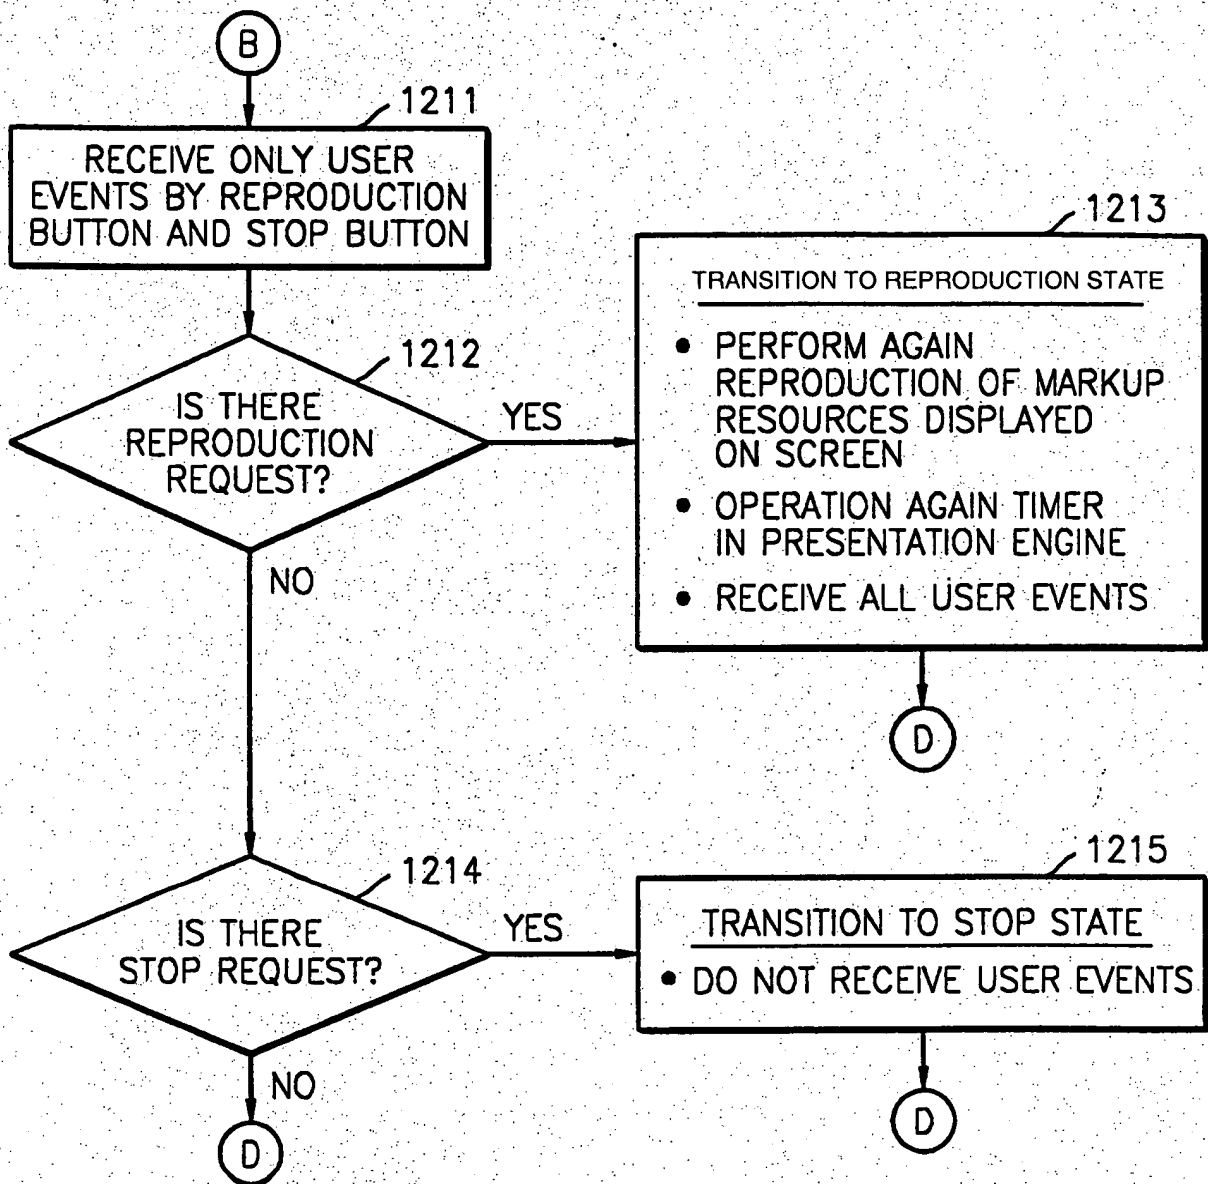 B
1211
RECEIVE ONLY USER
EVENTS BY REPRODUCTION
BUTTON AND STOP BUTTON
1212
IS THERE
REPRODUCTION
REQUEST?
YES
NO
1213
TRANSITION TO REPRODUCTION STATE
• PERFORM AGAIN
REPRODUCTION OF MARKUP
RESOURCES DISPLAYED
ON SCREEN
• OPERATION AGAIN TIMER
IN PRESENTATION ENGINE
• RECEIVE ALL USER EVENTS
D
1214
IS THERE
STOP REQUEST?
YES
NO
D
1215
TRANSITION TO STOP STATE
• DO NOT RECEIVE USER EVENTS
D